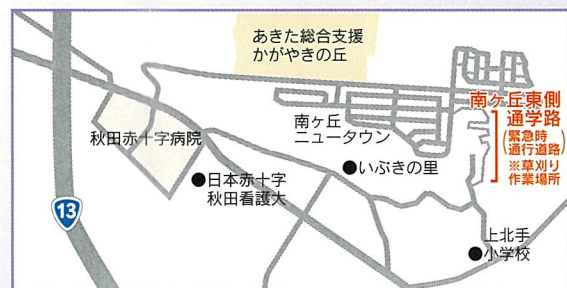 あきた総合支援
かがやきの丘
南ヶ丘東側
通学路
(緊急時
通行道路)
※草刈り
作業場所
南ヶ丘
ニュータウン
秋田赤十字病院
●いぶきの里
●日本赤十字
秋田看護大
13
上北手
●小学校